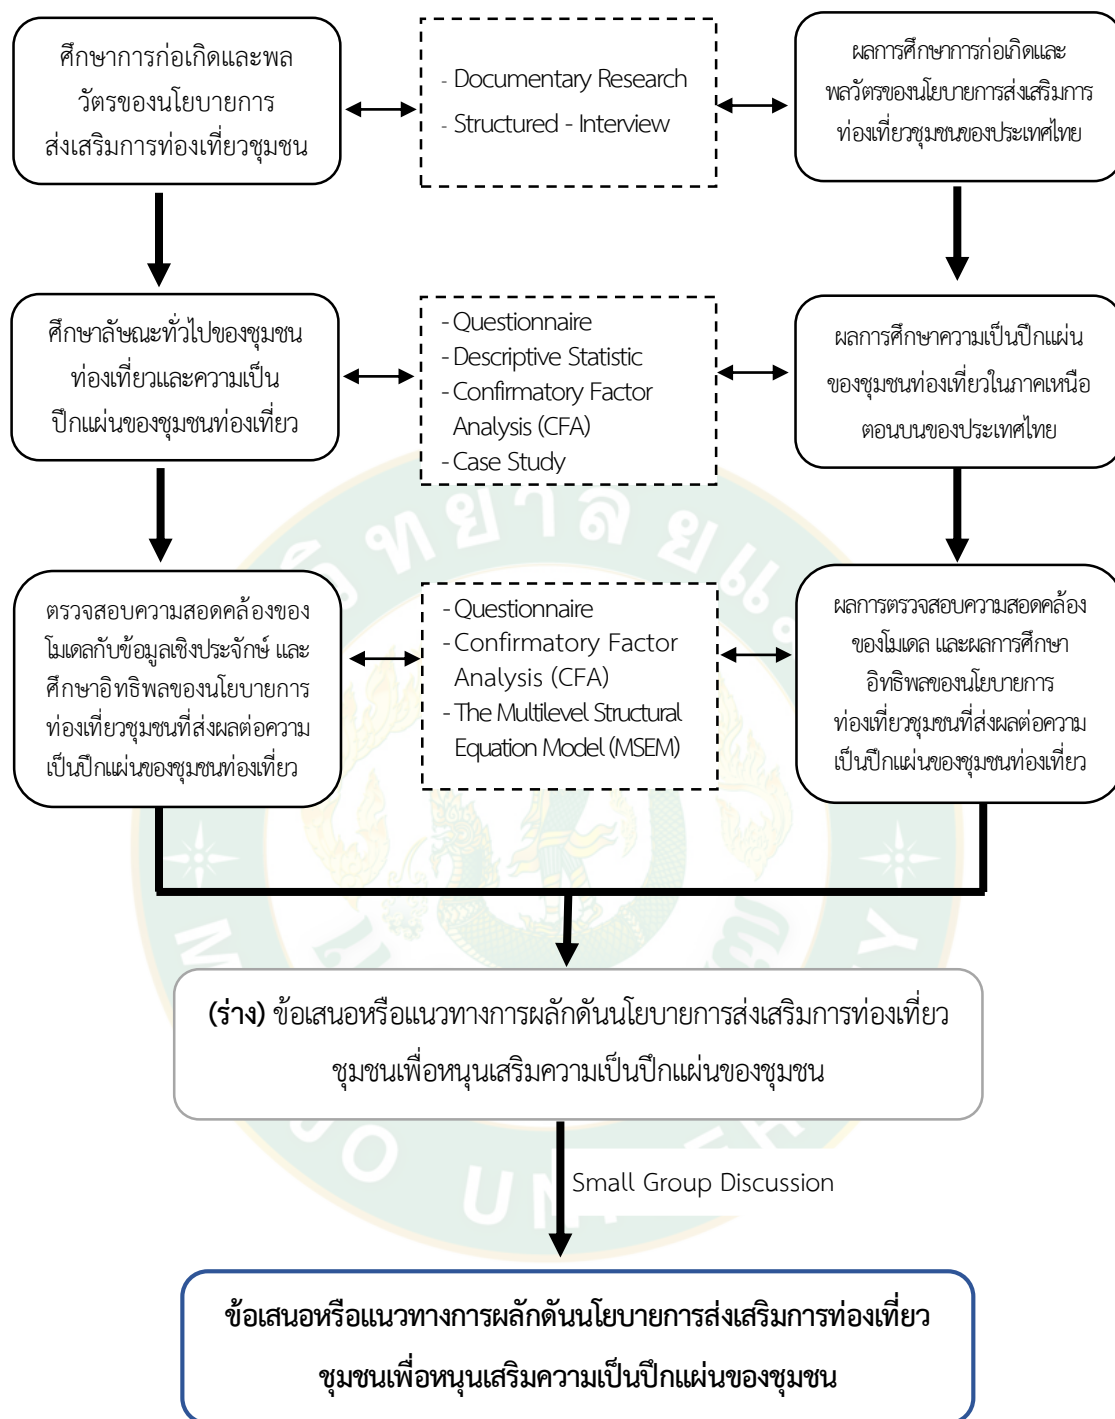 ศึกษาการก่อเกิดและพล
วัตรของนโยบายการ
ส่งเสริมการท่องเที่ยวชุมชน
- Documentary Research
- Structured - Interview
ผลการศึกษาการก่อเกิดและ
พลวัตรของนโยบายการส่งเสริมการ
ท่องเที่ยวชุมชนของประเทศไทย
ศึกษาลัษณะทั่วไปของชุมชน
ท่องเที่ยวและความเป็น
ปึกแผ่นของชุมชนท่องเที่ยว
- Questionnaire
- Descriptive Statistic
- Confirmatory Factor
Analysis (CFA)
- Case Study
ผลการศึกษาความเป็นปึกแผ่น
ของชุมชนท่องเที่ยวในภาคเหนือ
ตอนบนของประเทศไทย
ตรวจสอบความสอดคล้องของ
โมเดลกับข้อมูลเชิงประจักษ์ และ
ศึกษาอิทธิพลของนโยบายการ
ท่องเที่ยวชุมชนที่ส่งผลต่อความ
เป็นปึกแผ่นของชุมชนท่องเที่ยว
- Questionnaire
- Confirmatory Factor
Analysis (CFA)
- The Multilevel Structural
Equation Model (MSEM)
ผลการตรวจสอบความสอดคล้อง
ของโมเดล และผลการศึกษา
อิทธิพลของนโยบายการ
ท่องเที่ยวชุมชนที่ส่งผลต่อความ
เป็นปึกแผ่นของชุมชนท่องเที่ยว
(ร่าง) ข้อเสนอหรือแนวทางการผลักดันนโยบายการส่งเสริมการท่องเที่ยว
ชุมชนเพื่อหนุนเสริมความเป็นปึกแผ่นของชุมชน
Small Group Discussion
ข้อเสนอหรือแนวทางการผลักดันนโยบายการส่งเสริมการท่องเที่ยว
ชุมชนเพื่อหนุนเสริมความเป็นปึกแผ่นของชุมชน